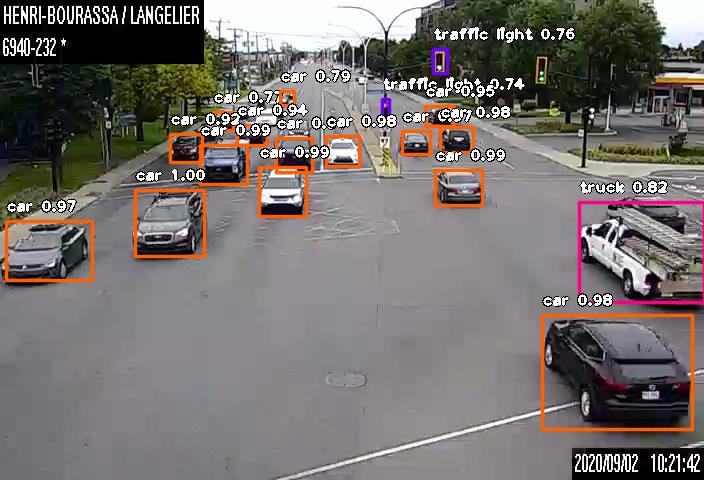 HENRI-BOURASSA / LANGELIER
6940-232 *
traffic light 0.76
car 0.79
traffic light 0.74
car 0.95
car 0.77
car 0.94
car 0.92
car 0.98
car 0.98
car 0.99
car 0.99
car 0.99
car 1.00
truck 0.82
car 0.97
car 0.98
2020/09/02 10:21:42